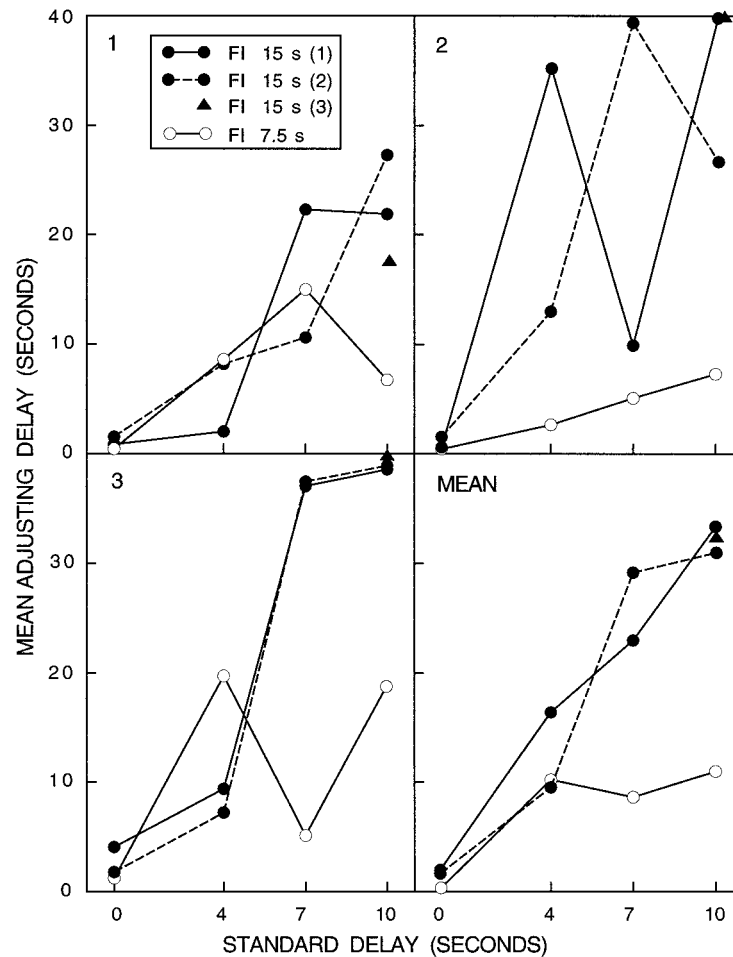 MEAN ADJUSTING DELAY (SECONDS)
40
30
20
10
0
30
20
10
0
1
FI 15 s (1)
FI 15 s (2)
FI 15 s (3)
FI 7.5 s
2
3
MEAN
0 4 7 10 0 4 7 10
STANDARD DELAY (SECONDS)